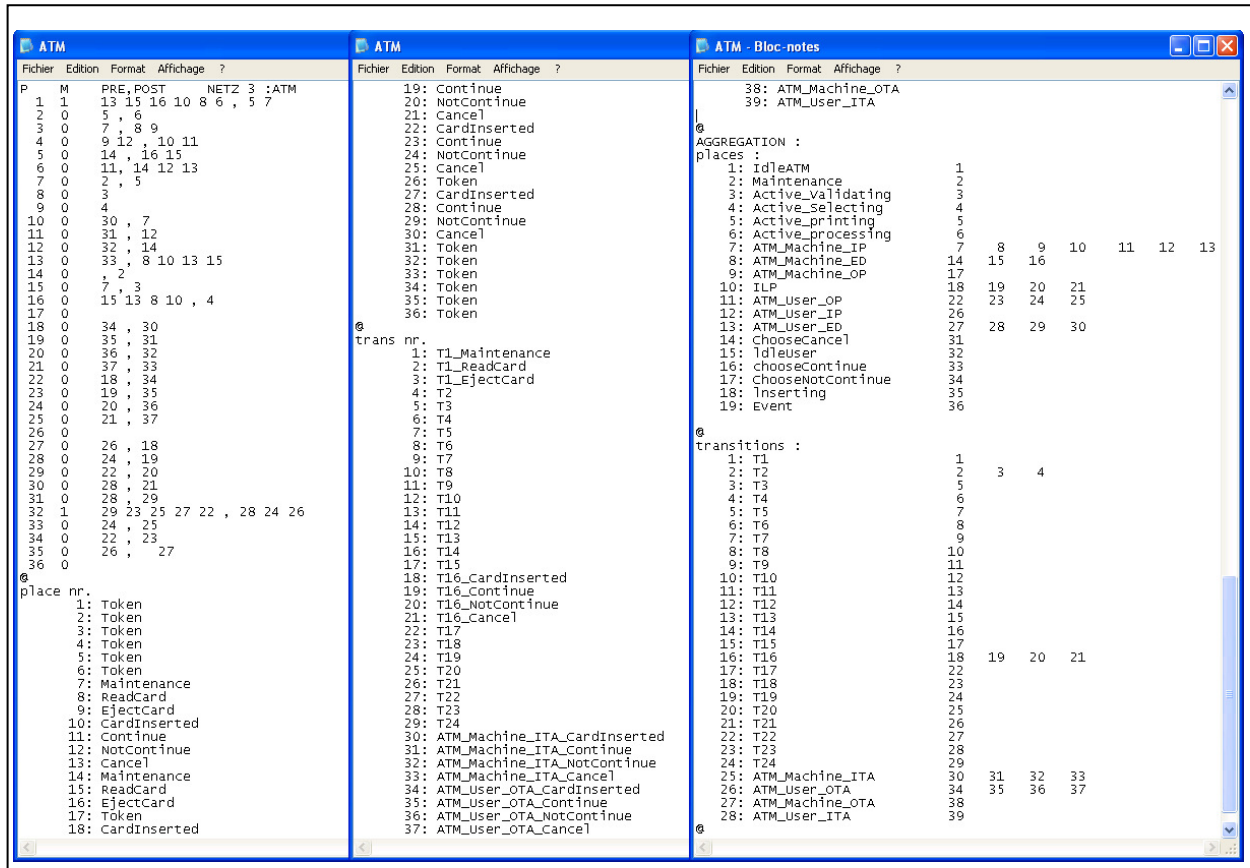 ATM
Fichier Edition Format Affichage ?
P M PRE,POST NETZ 3 :ATM
1 1 13 15 16 10 8 6 , 5 7
2 0 5 , 6
3 0 7 , 8 9
4 0 9 12 , 10 11
5 0 14 , 16 15
6 0 11, 14 12 13
7 0 2 , 5
8 0 3
9 0 4
10 0 30 , 7
11 0 31 , 12
12 0 32 , 14
13 0 33 , 8 10 13 15
14 0 , 2
15 0 7 , 3
16 0 15 13 8 10 , 4
17 0
18 0 34 , 30
19 0 35 , 31
20 0 36 , 32
21 0 37 , 33
22 0 18 , 34
23 0 19 , 35
24 0 20 , 36
25 0 21 , 37
26 0
27 0 26 , 18
28 0 24 , 19
29 0 22 , 20
30 0 28 , 21
31 0 28 , 29
32 1 29 23 25 27 22 , 28 24 26
33 0 24 , 25
34 0 22 , 23
35 0 26 , 27
36 0
@
place nr.
1: Token
2: Token
3: Token
4: Token
5: Token
6: Token
7: Maintenance
8: ReadCard
9: EjectCard
10: CardInserted
11: Continue
12: NotContinue
13: Cancel
14: Maintenance
15: ReadCard
16: EjectCard
17: Token
18: CardInserted
ATM
Fichier Edition Format Affichage ?
19: Continue
20: NotContinue
21: Cancel
22: CardInserted
23: Continue
24: NotContinue
25: Cancel
26: Token
27: CardInserted
28: Continue
29: NotContinue
30: Cancel
31: Token
32: Token
33: Token
34: Token
35: Token
36: Token
@
trans nr.
1: T1_Maintenance
2: T1_ReadCard
3: T1_EjectCard
4: T2
5: T3
6: T4
7: T5
8: T6
9: T7
10: T8
11: T9
12: T10
13: T11
14: T12
15: T13
16: T14
17: T15
18: T16_CardInserted
19: T16_Continue
20: T16_NotContinue
21: T16_Cancel
22: T17
23: T18
24: T19
25: T20
26: T21
27: T22
28: T23
29: T24
30: ATM_Machine_ITA_CardInserted
31: ATM_Machine_ITA_Continue
32: ATM_Machine_ITA_NotContinue
33: ATM_Machine_ITA_Cancel
34: ATM_User_OTA_CardInserted
35: ATM_User_OTA_Continue
36: ATM_User_OTA_NotContinue
37: ATM_User_OTA_Cancel
ATM - Bloc-notes
Fichier Edition Format Affichage ?
38: ATM_Machine_OTA
39: ATM_User_ITA
@
AGGREGATION :
places :
1: IdleATM 1
2: Maintenance 2
3: Active_Validating 3
4: Active_Selecting 4
5: Active_printing 5
6: Active_processing 6
7: ATM_Machine_IP 7 8 9 10 11 12 13
8: ATM_Machine_ED 14 15 16
9: ATM_Machine_OP 17
10: ILP 18 19 20 21
11: ATM_User_OP 22 23 24 25
12: ATM_User_IP 26
13: ATM_User_ED 27 28 29 30
14: ChooseCancel 31
15: IdleUser 32
16: chooseContinue 33
17: ChooseNotContinue 34
18: Inserting 35
19: Event 36
@
transitions :
1: T1 1
2: T2 2 3 4
3: T3 5
4: T4 6
5: T5 7
6: T6 8
7: T7 9
8: T8 10
9: T9 11
10: T10 12
11: T11 13
12: T12 14
13: T13 15
14: T14 16
15: T15 17
16: T16 18 19 20 21
17: T17 22
18: T18 23
19: T19 24
20: T20 25
21: T21 26
22: T22 27
23: T23 28
24: T24 29
25: ATM_Machine_ITA 30 31 32 33
26: ATM_User_OTA 34 35 36 37
27: ATM_Machine_OTA 38
28: ATM_User_ITA 39
@